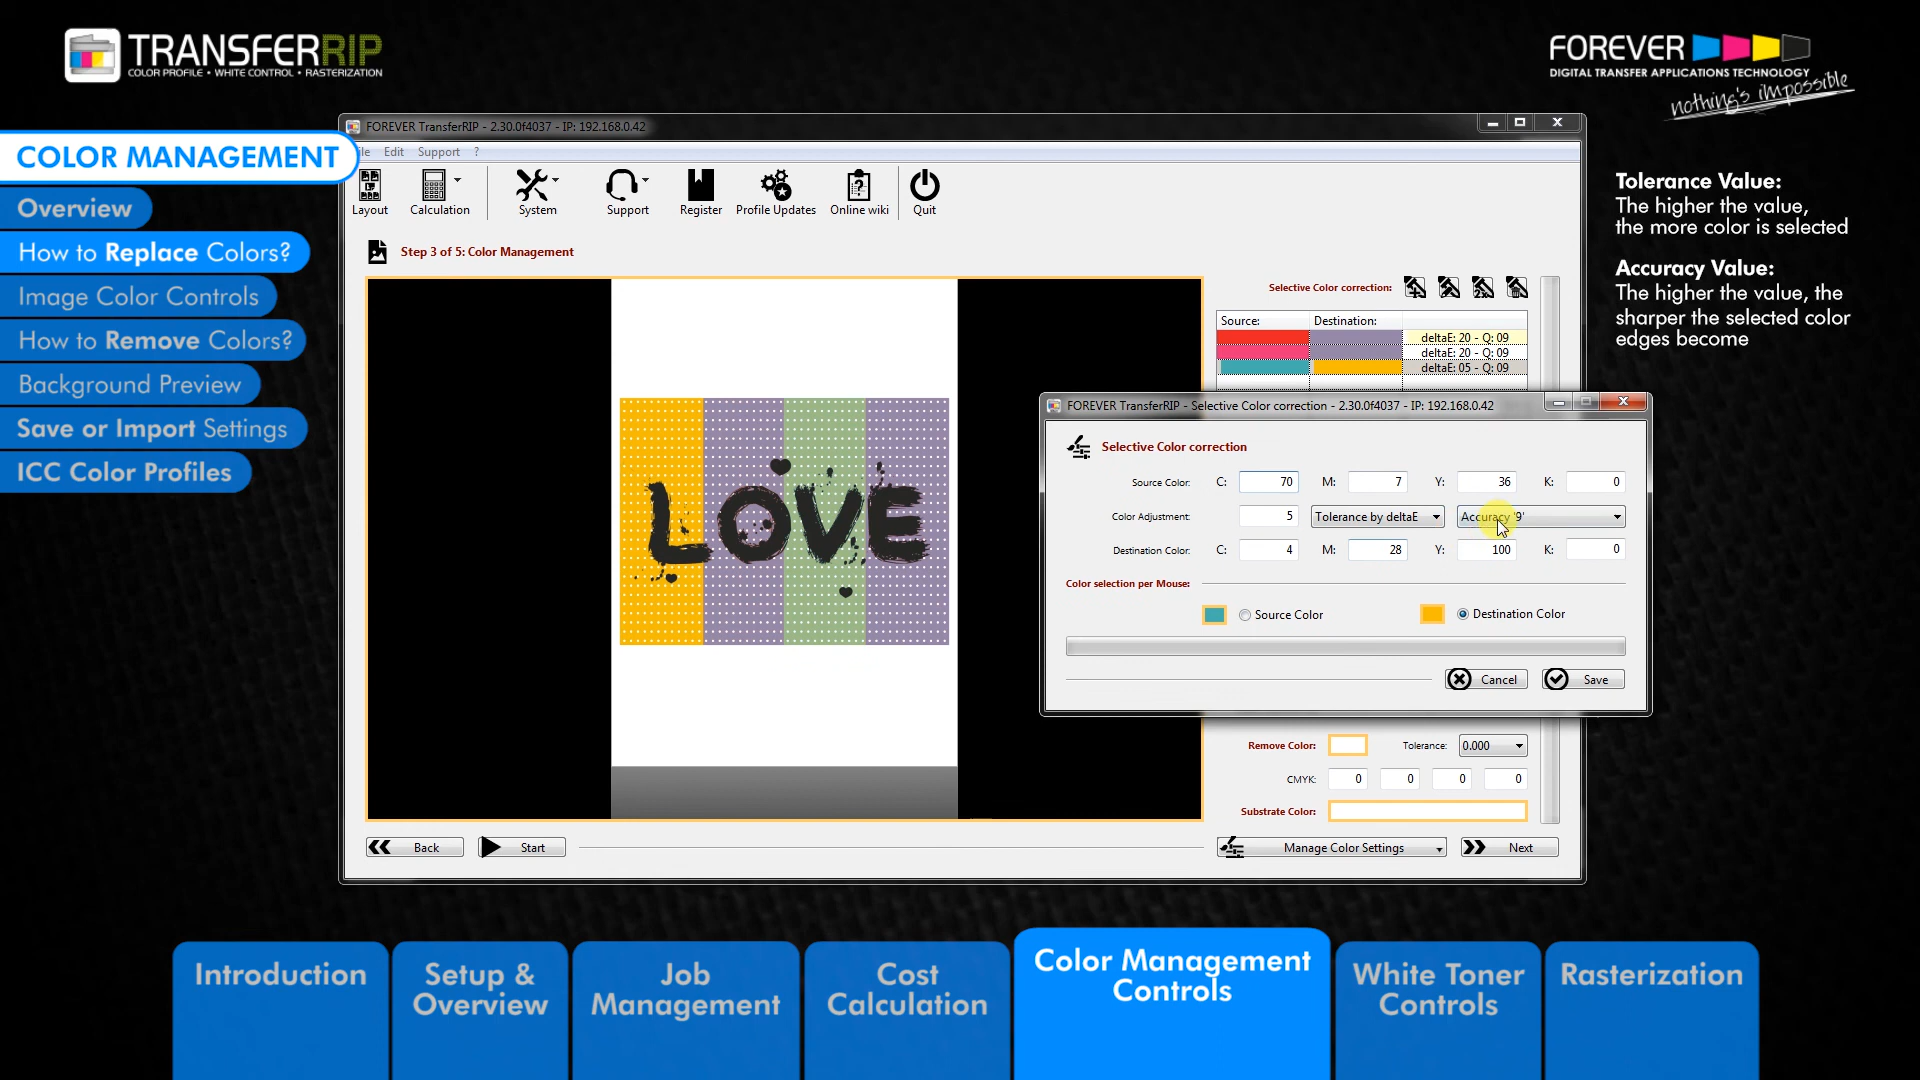 TRANSFERRIP
COLOR PROFILE • WHITE CONTROL • RASTERIZATION
FOREVER
DIGITAL TRANSFER APPLICATIONS TECHNOLOGY
nothing's impossible
COLOR MANAGEMENT
Overview
How to Replace Colors?
Image Color Controls
How to Remove Colors?
Background Preview
Save or Import Settings
ICC Color Profiles
FOREVER TransferRIP - 2.30.0f4037 - IP: 192.168.0.42
Edit Support ?
Layout Calculation System Support Register Profile Updates Online wiki Quit
Step 3 of 5: Color Management
LOVE
Selective Color correction:
Source: Destination:
deltaE: 20 - Q: 09
deltaE: 20 - Q: 09
deltaE: 05 - Q: 09
FOREVER TransferRIP - Selective Color correction - 2.30.0f4037 - IP: 192.168.0.42
Selective Color correction
Source Color: C: 70 M: 7 Y: 36 K: 0
Color Adjustment: 5 Tolerance by deltaE Accuracy '9'
Destination Color: C: 4 M: 28 Y: 100 K: 0
Color selection per Mouse:
Source Color Destination Color
Cancel Save
Remove Color: Tolerance: 0.000
CMYK: 0 0 0 0
Substrate Color:
Back Start Manage Color Settings Next
Tolerance Value:
The higher the value,
the more color is selected
Accuracy Value:
The higher the value, the
sharper the selected color
edges become
Introduction
Setup &
Overview
Job
Management
Cost
Calculation
Color Management
Controls
White Toner
Controls
Rasterization